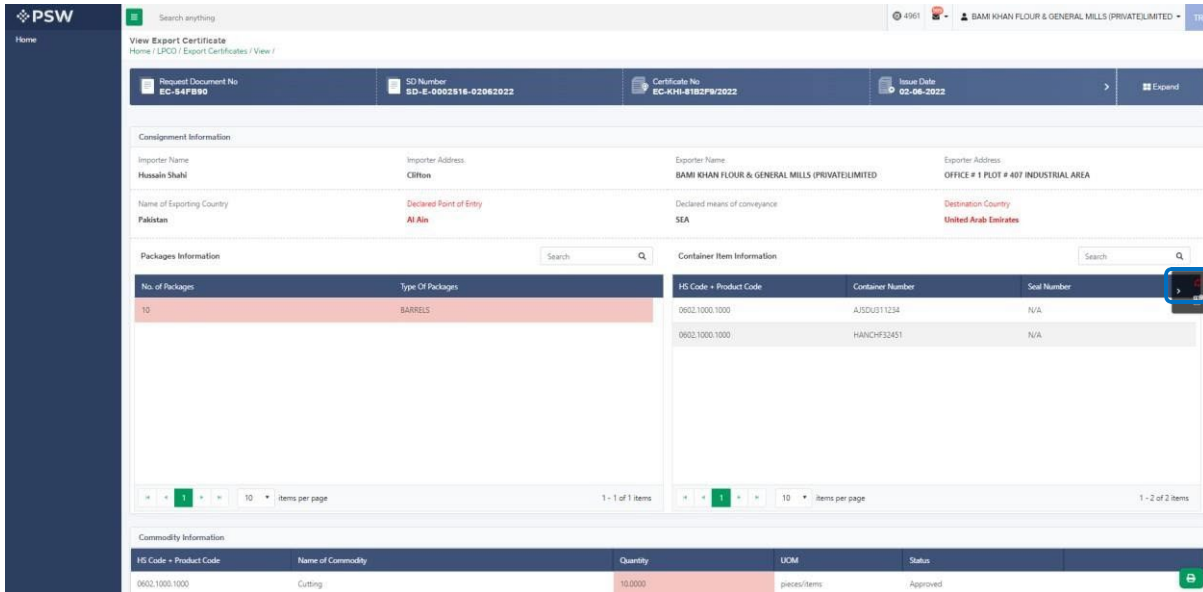 PSW
Search anything
4961
BAMI KHAN FLOUR & GENERAL MILLS (PRIVATE)LIMITED
TR
Home
View Export Certificate
Home / LPCO / Export Certificates / View /
Request Document No
EC-54FB90
SD Number
SD-E-0002516-02062022
Certificate No
EC-KHI-81B2F9/2022
Issue Date
02-06-2022
Expand
Consignment Information
Importer Name
Hussain Shahi
Importer Address
Clifton
Exporter Name
BAMI KHAN FLOUR & GENERAL MILLS (PRIVATE)LIMITED
Exporter Address
OFFICE # 1 PLOT # 407 INDUSTRIAL AREA
Name of Exporting Country
Pakistan
Declared Point of Entry
Al Ain
Declared means of conveyance
SEA
Destination Country
United Arab Emirates
Packages Information
Search
No. of Packages Type Of Packages
10 BARRELS
1
10 items per page
1 - 1 of 1 items
Container Item Information
Search
HS Code + Product Code Container Number Seal Number
0602.1000.1000 AJSDU311234 N/A
0602.1000.1000 HANCHF32451 N/A
1
10 items per page
1 - 2 of 2 items
Commodity Information
HS Code + Product Code Name of Commodity Quantity UOM Status
0602.1000.1000 Cutting 10.0000 pieces/items Approved